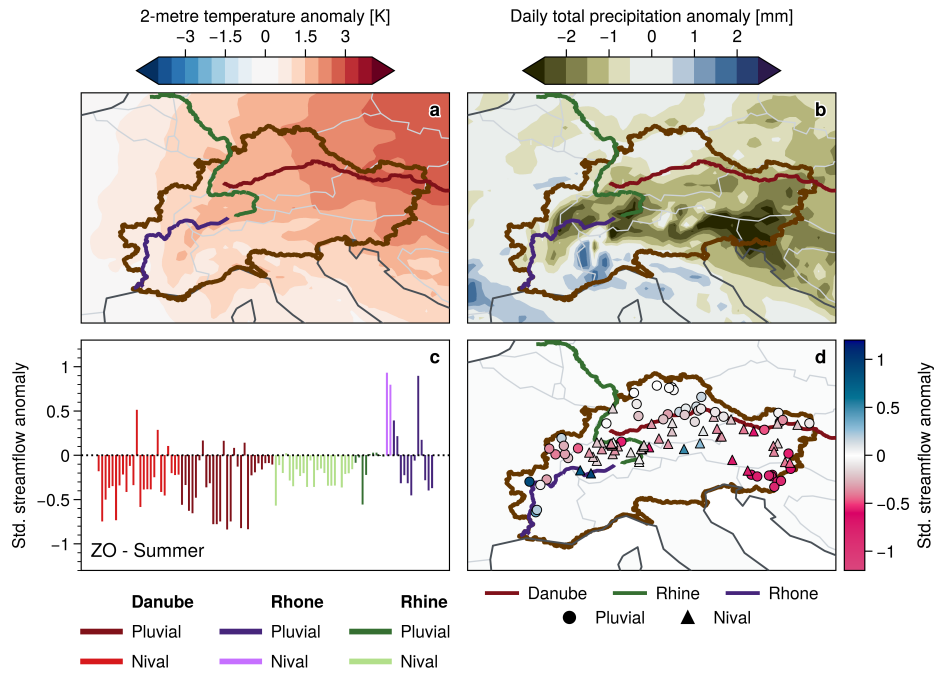 2-metre temperature anomaly [K]
−3 −1.5 0 1.5 3
Daily total precipitation anomaly [mm]
−2 −1 0 1 2
a
b
Std. streamflow anomaly
1
0.5
0
−0.5
−1
c
ZO - Summer
d
1
0.5
0
−0.5
−1
Std. streamflow anomaly
Danube Rhone Rhine
Pluvial Pluvial Pluvial
Nival Nival Nival
Danube Rhine Rhone
Pluvial Nival